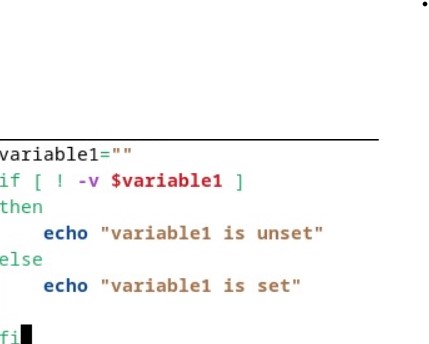 variable1=""
if [ ! -v $variable1 ]
then
echo "variable1 is unset"
else
echo "variable1 is set"
fi